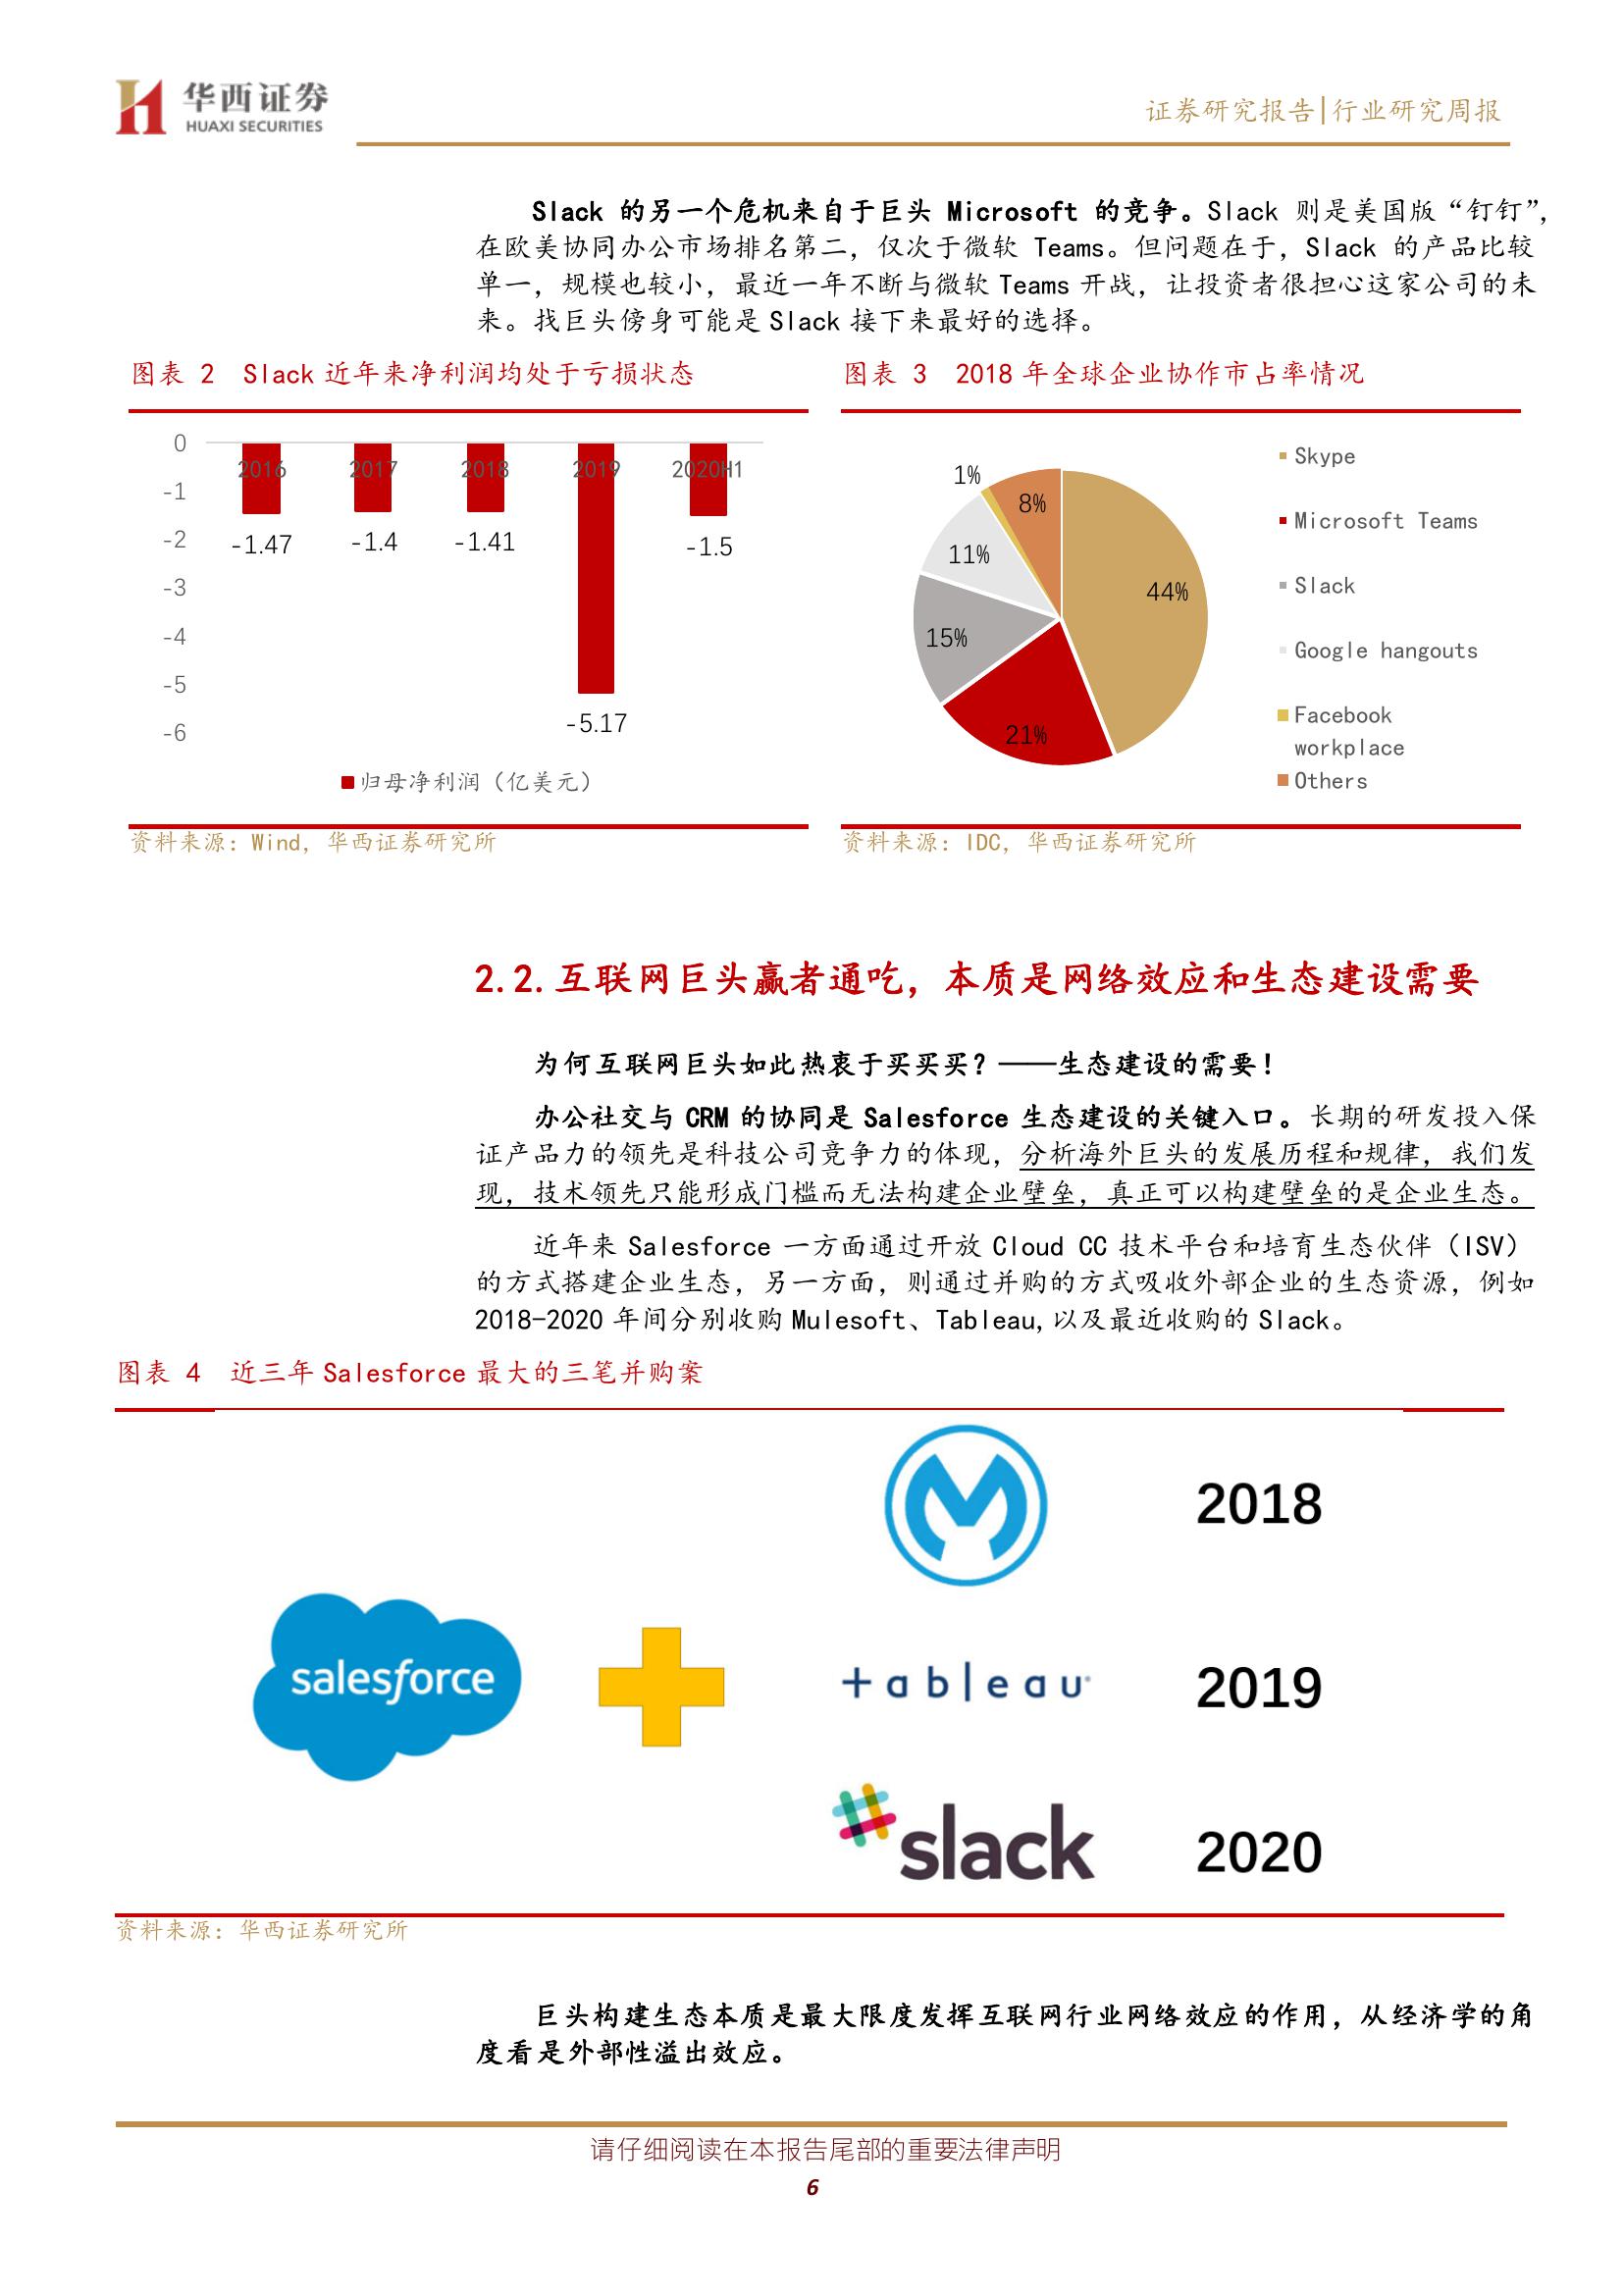 华西证券
HUAXI SECURITIES
证券研究报告|行业研究周报
Slack 的另一个危机来自于巨头 Microsoft 的竞争。Slack 则是美国版“钉钉”,
在欧美协同办公市场排名第二，仅次于微软 Teams。但问题在于，Slack 的产品比较
单一，规模也较小，最近一年不断与微软 Teams 开战，让投资者很担心这家公司的未
来。找巨头傍身可能是 Slack 接下来最好的选择。
图表 2 Slack 近年来净利润均处于亏损状态
0
-1
-2
-3
-4
-5
-6
2016
2017
2018
2019
2020H1
-1.47
-1.4
-1.41
-5.17
-1.5
归母净利润（亿美元）
资料来源：Wind，华西证券研究所
图表 3 2018 年全球企业协作市占率情况
44%
21%
15%
11%
1%
8%
Skype
Microsoft Teams
Slack
Google hangouts
Facebook
workplace
Others
资料来源：IDC，华西证券研究所
2.2.互联网巨头赢者通吃，本质是网络效应和生态建设需要
为何互联网巨头如此热衷于买买买？——生态建设的需要！
办公社交与 CRM 的协同是 Salesforce 生态建设的关键入口。长期的研发投入保
证产品力的领先是科技公司竞争力的体现，分析海外巨头的发展历程和规律，我们发
现，技术领先只能形成门槛而无法构建企业壁垒，真正可以构建壁垒的是企业生态。
近年来 Salesforce 一方面通过开放 Cloud CC 技术平台和培育生态伙伴（ISV）
的方式搭建企业生态，另一方面，则通过并购的方式吸收外部企业的生态资源，例如
2018-2020 年间分别收购 Mulesoft、Tableau,以及最近收购的 Slack。
图表 4 近三年 Salesforce 最大的三笔并购案
salesforce
2018
tableau
2019
slack
2020
资料来源：华西证券研究所
巨头构建生态本质是最大限度发挥互联网行业网络效应的作用，从经济学的角
度看是外部性溢出效应。
请仔细阅读在本报告尾部的重要法律声明
6